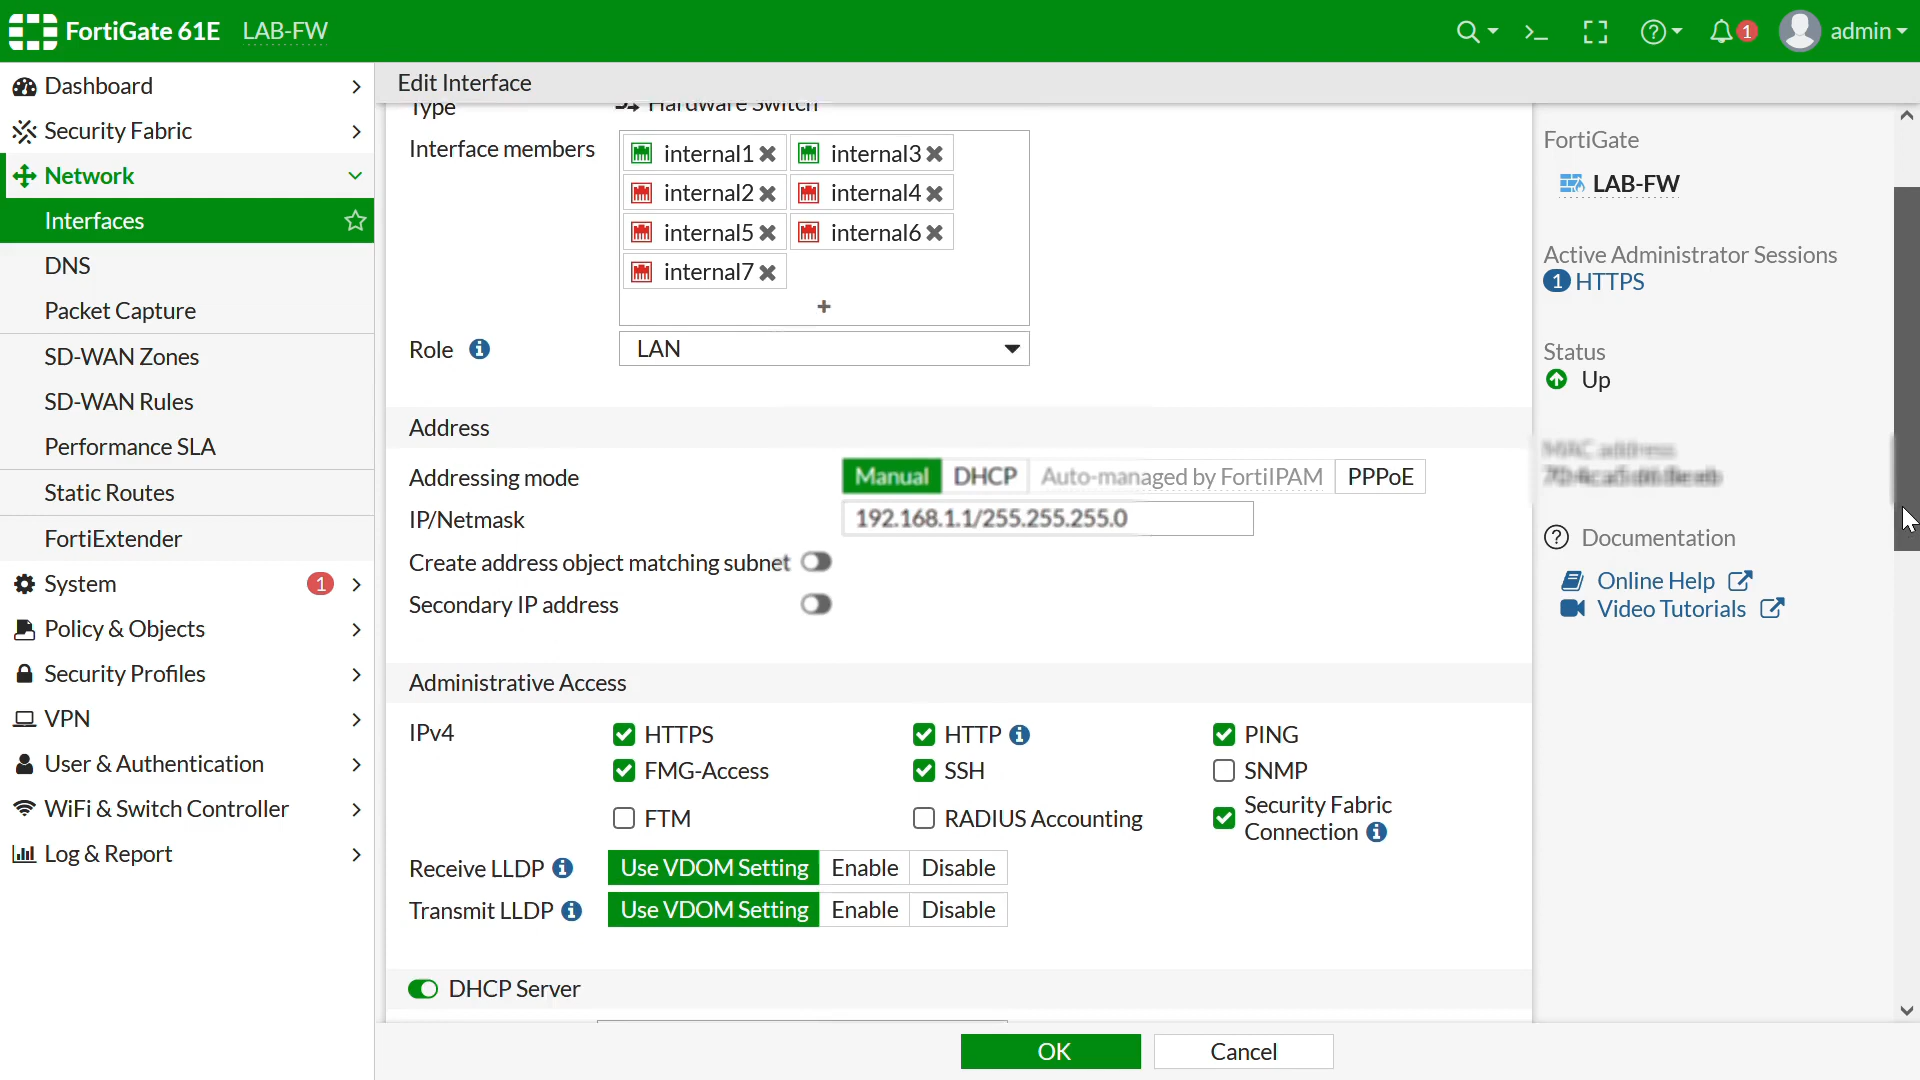 FortiGate 61E LAB-FW
1 admin
Dashboard
Security Fabric
Network
Interfaces
DNS
Packet Capture
SD-WAN Zones
SD-WAN Rules
Performance SLA
Static Routes
FortiExtender
System 1
Policy & Objects
Security Profiles
VPN
User & Authentication
WiFi & Switch Controller
Log & Report
Edit Interface
Type Hardware Switch
Interface members
internal1 internal3
internal2 internal4
internal5 internal6
internal7
+
Role LAN
Address
Addressing mode Manual DHCP Auto-managed by FortiIPAM PPPoE
IP/Netmask 192.168.1.1/255.255.255.0
Create address object matching subnet
Secondary IP address
Administrative Access
IPv4 HTTPS HTTP PING
FMG-Access SSH SNMP
FTM RADIUS Accounting Security Fabric
Connection
Receive LLDP Use VDOM Setting Enable Disable
Transmit LLDP Use VDOM Setting Enable Disable
DHCP Server
OK Cancel
FortiGate
LAB-FW
Active Administrator Sessions
1 HTTPS
Status
Up
MAC address
Documentation
Online Help
Video Tutorials